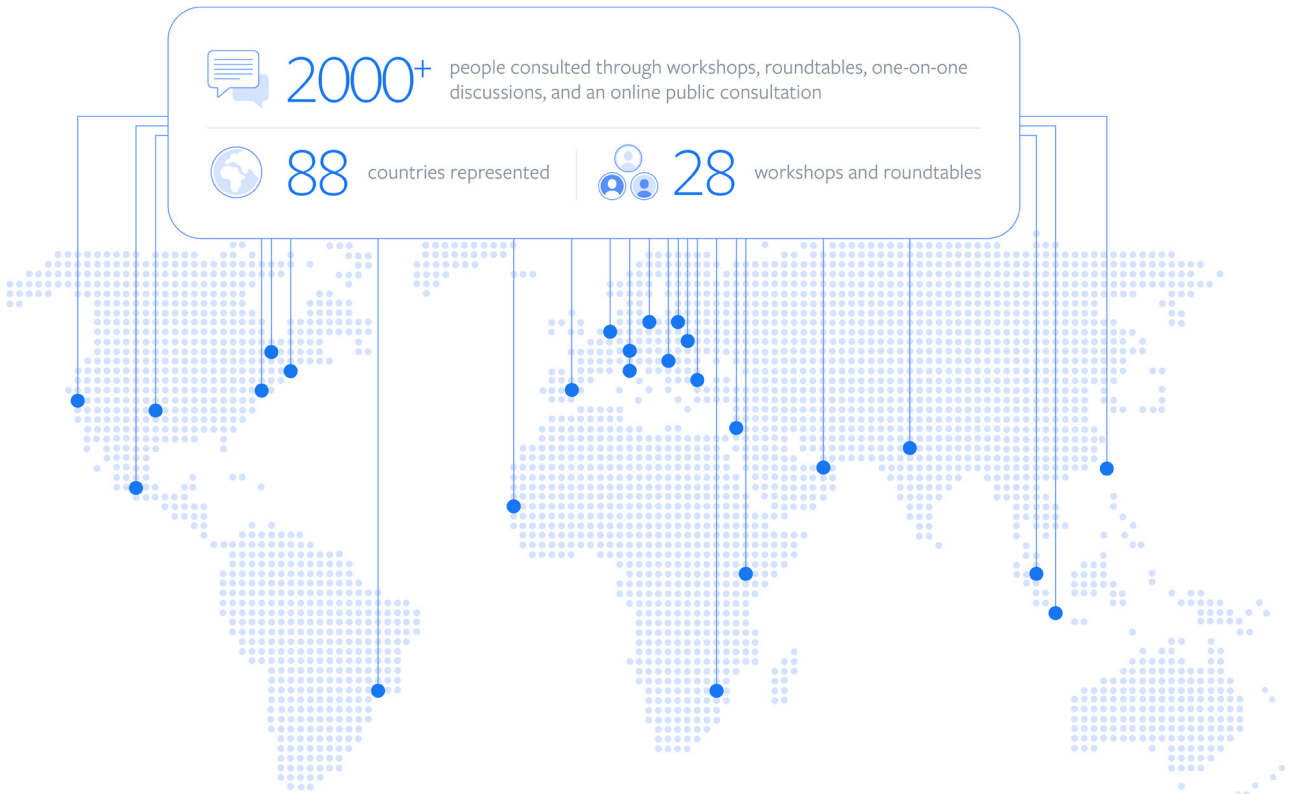 2000+ people consulted through workshops, roundtables, one-on-one
discussions, and an online public consultation
88 countries represented
28 workshops and roundtables